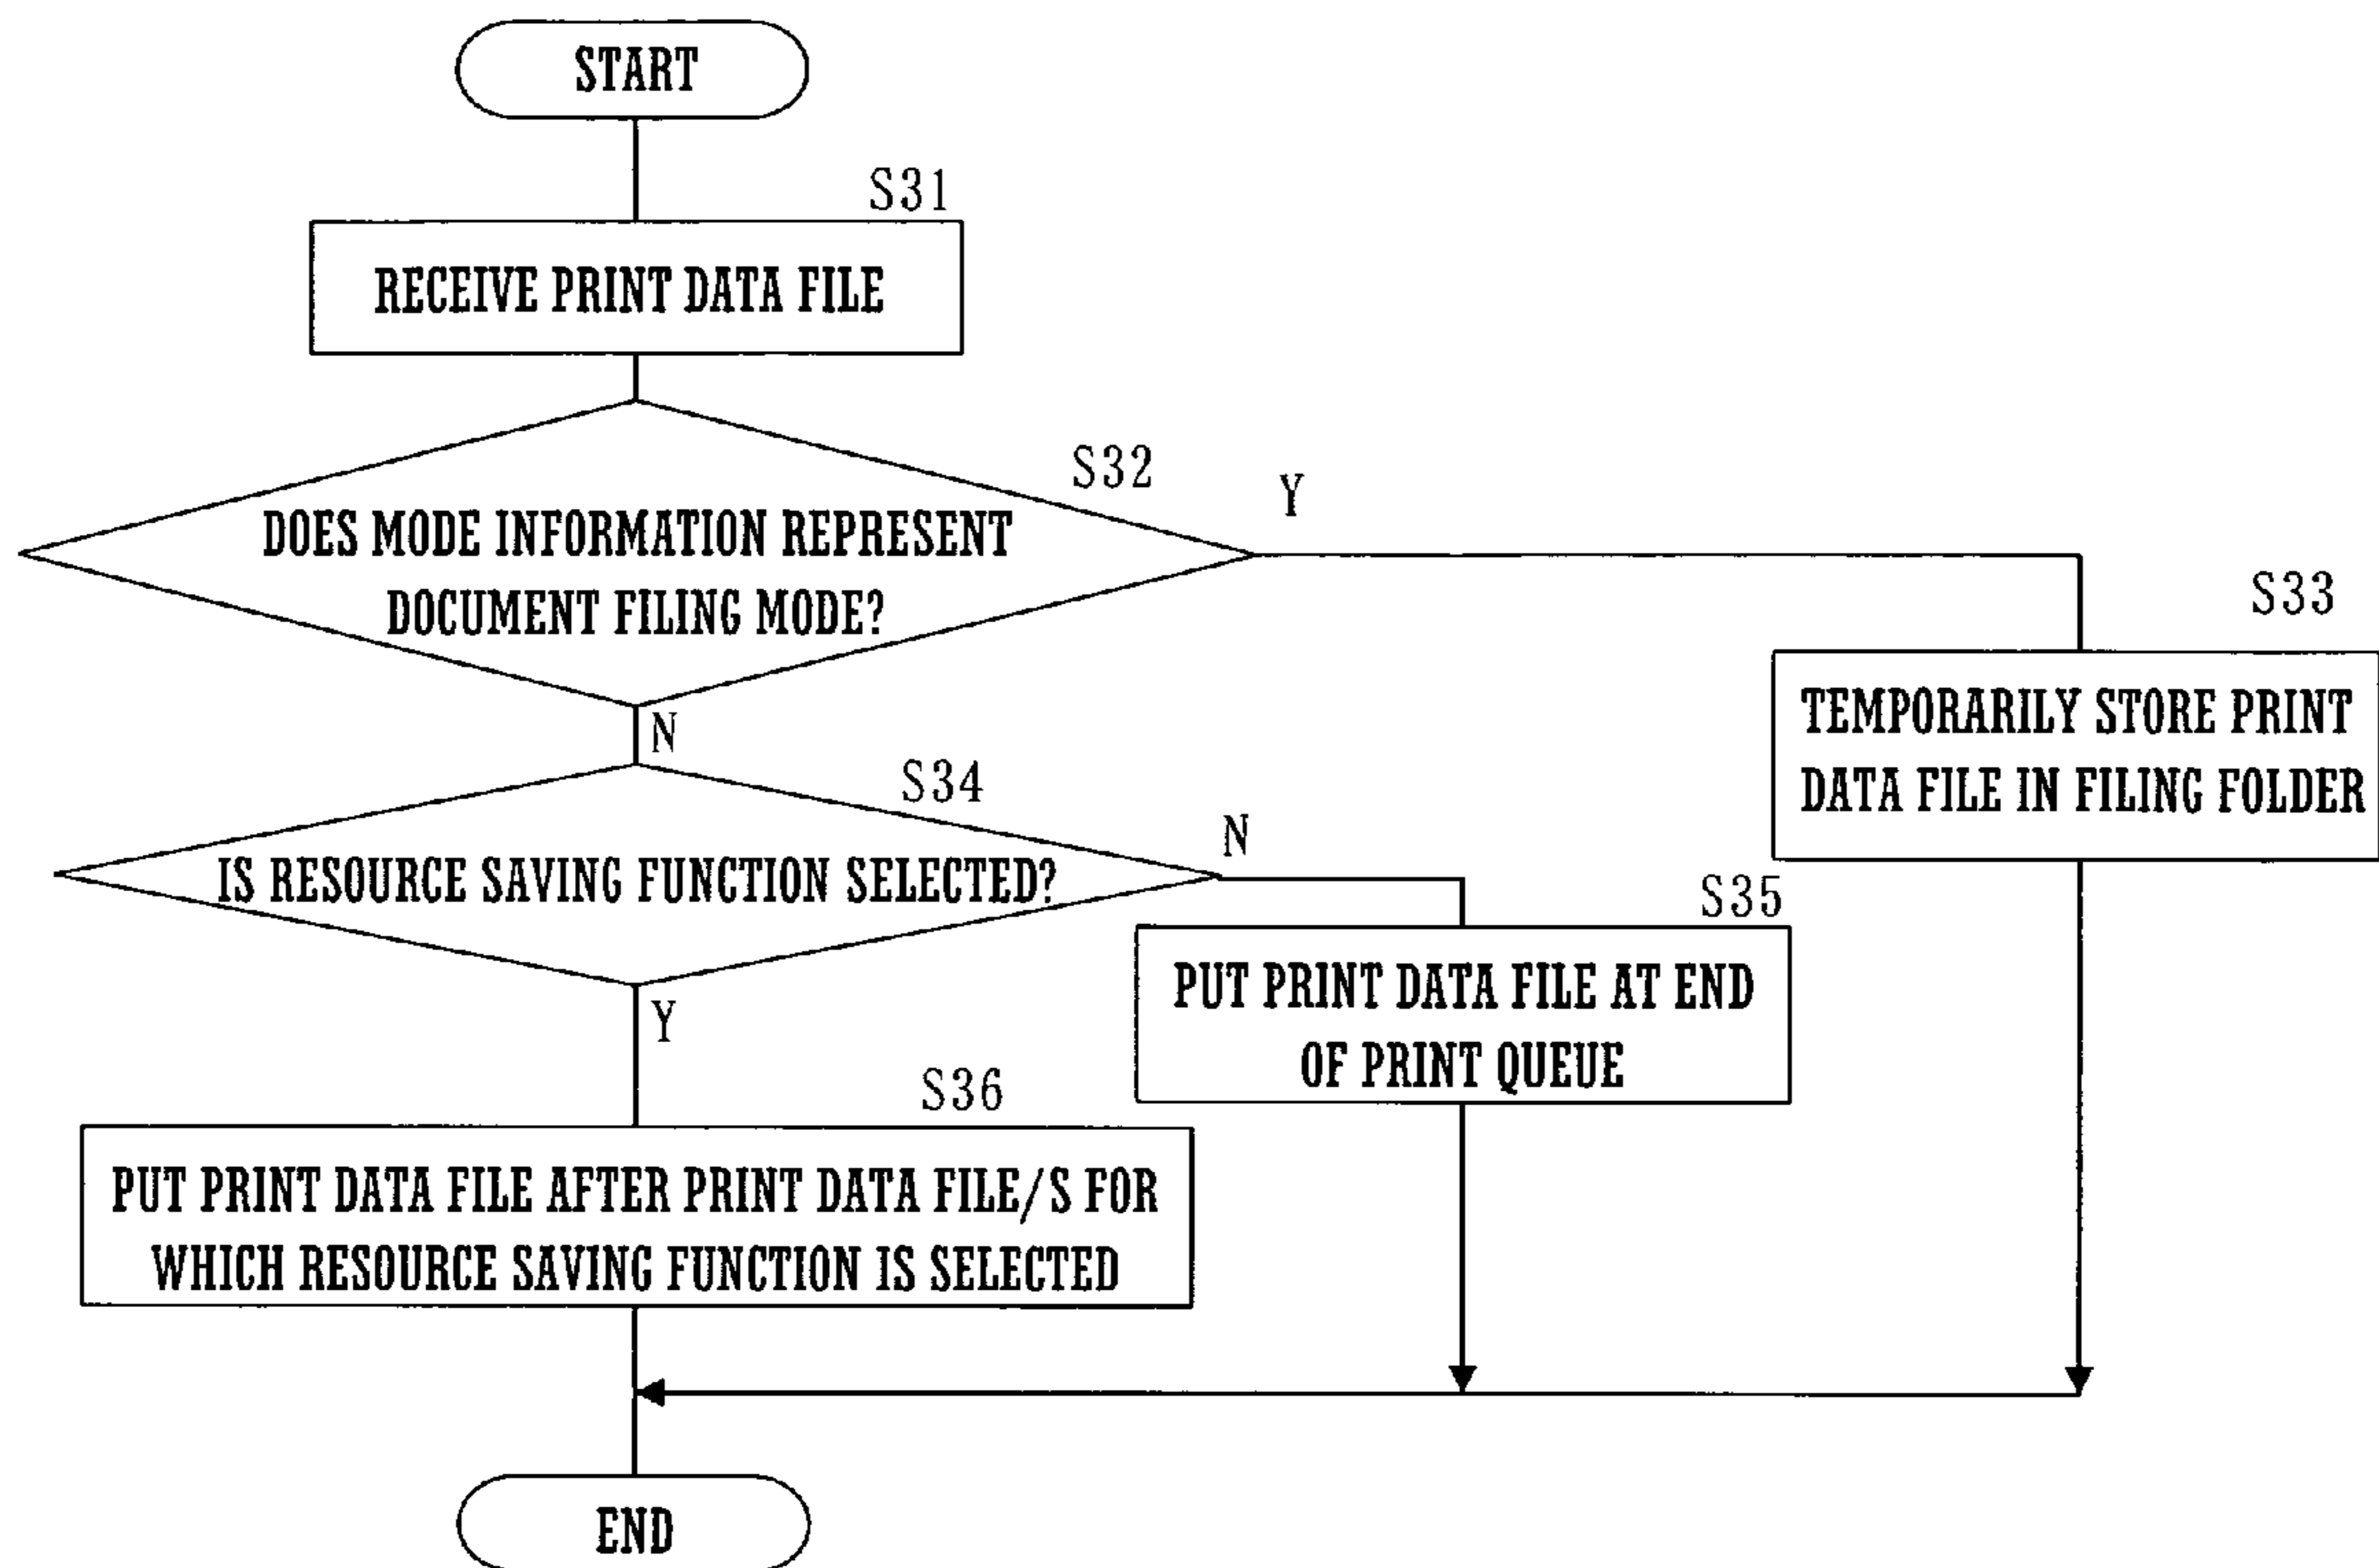 START
S31
RECEIVE PRINT DATA FILE
S32
Y
DOES MODE INFORMATION REPRESENT
DOCUMENT FILING MODE?
N
S33
TEMPORARILY STORE PRINT
DATA FILE IN FILING FOLDER
S34
N
IS RESOURCE SAVING FUNCTION SELECTED?
Y
S35
PUT PRINT DATA FILE AT END
OF PRINT QUEUE
S36
PUT PRINT DATA FILE AFTER PRINT DATA FILE/S FOR
WHICH RESOURCE SAVING FUNCTION IS SELECTED
END